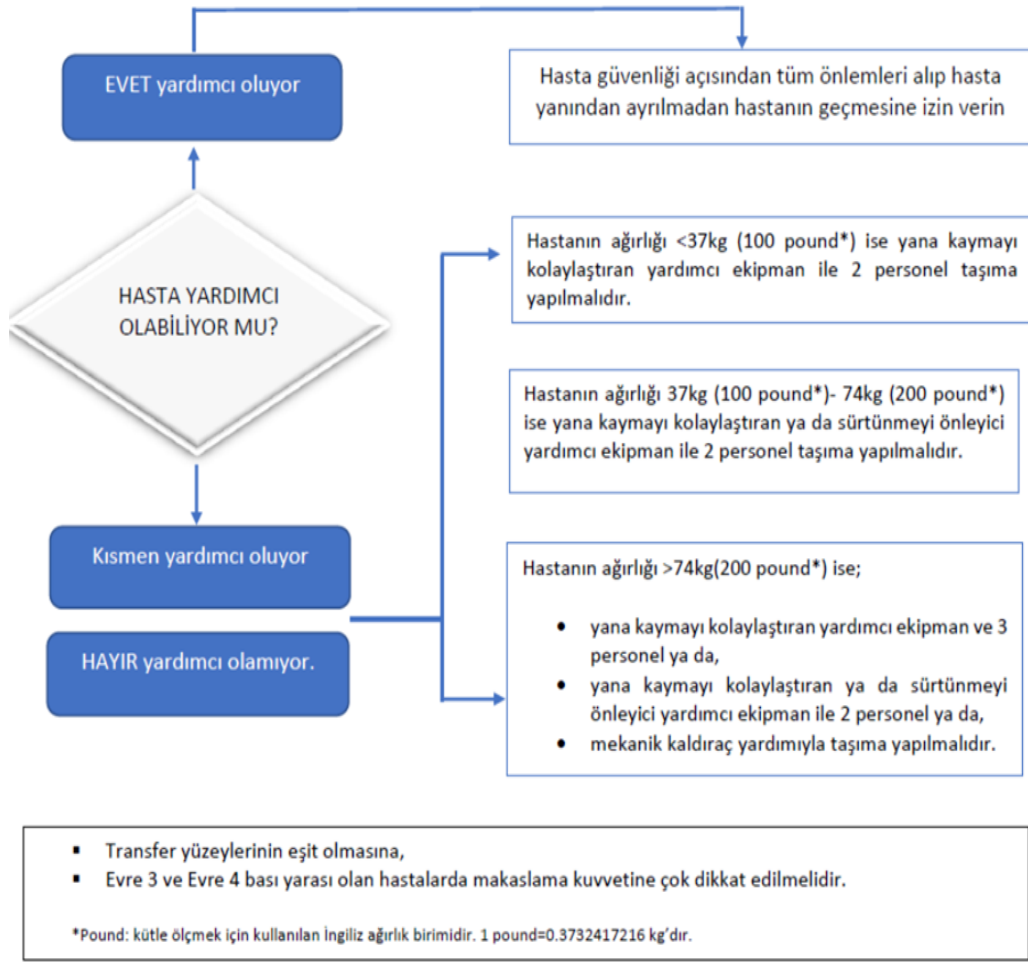 EVET yardımcı oluyor
Hasta güvenliği açısından tüm önlemleri alıp hasta
yanından ayrılmadan hastanın geçmesine izin verin
HASTA YARDIMCI
OLABİLİYOR MU?
Hastanın ağırlığı <37kg (100 pound*) ise yana kaymayı
kolaylaştıran yardımcı ekipman ile 2 personel taşıma
yapılmalıdır.
Hastanın ağırlığı 37kg (100 pound*)- 74kg (200 pound*)
ise yana kaymayı kolaylaştıran ya da sürtünmeyi önleyici
yardımcı ekipman ile 2 personel taşıma yapılmalıdır.
Kısmen yardımcı oluyor
HAYIR yardımcı olamıyor.
Hastanın ağırlığı >74kg(200 pound*) ise;
• yana kaymayı kolaylaştıran yardımcı ekipman ve 3
personel ya da,
• yana kaymayı kolaylaştıran ya da sürtünmeyi
önleyici yardımcı ekipman ile 2 personel ya da,
• mekanik kaldıraç yardımıyla taşıma yapılmalıdır.
▪ Transfer yüzeylerinin eşit olmasına,
▪ Evre 3 ve Evre 4 bası yarası olan hastalarda makaslama kuvvetine çok dikkat edilmelidir.
*Pound: kütle ölçmek için kullanılan İngiliz ağırlık birimidir. 1 pound=0.3732417216 kg'dır.